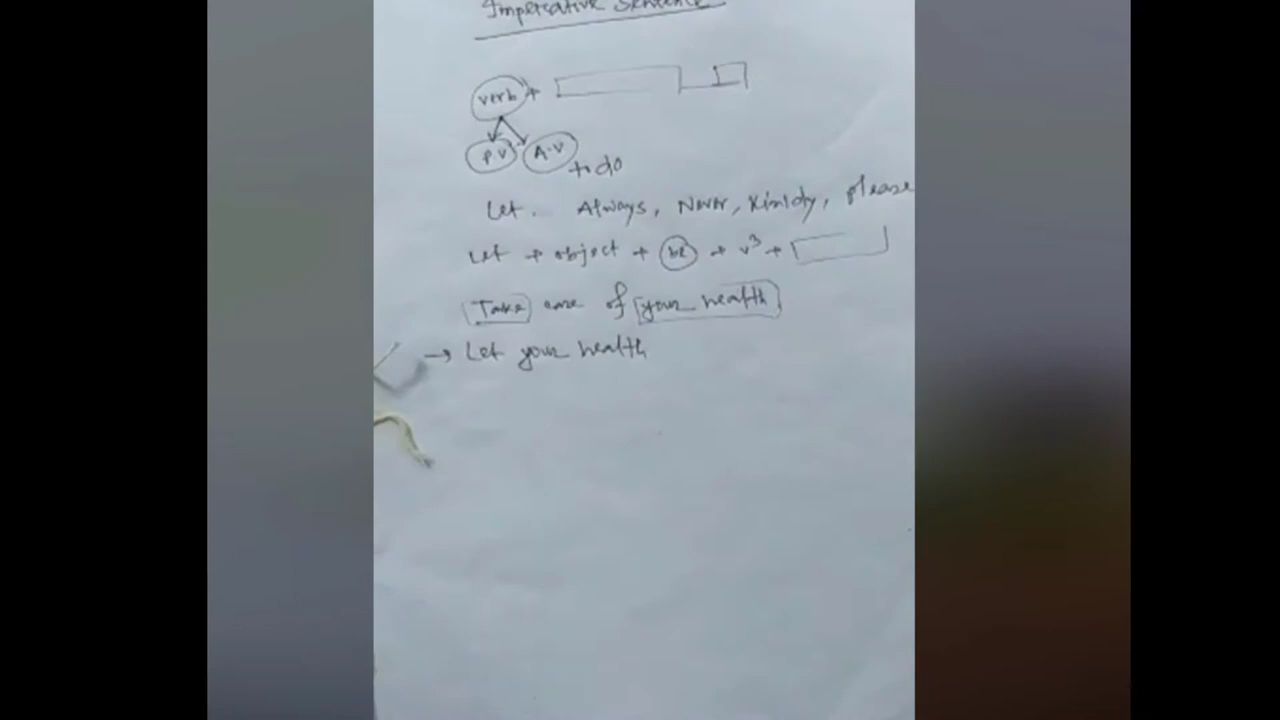 Imperative Sentence
verb +
P.V A.V
to do
Let. Always, Never, Kindly, please
Let + object + be + v³ +
Take care of your health
→ Let your health